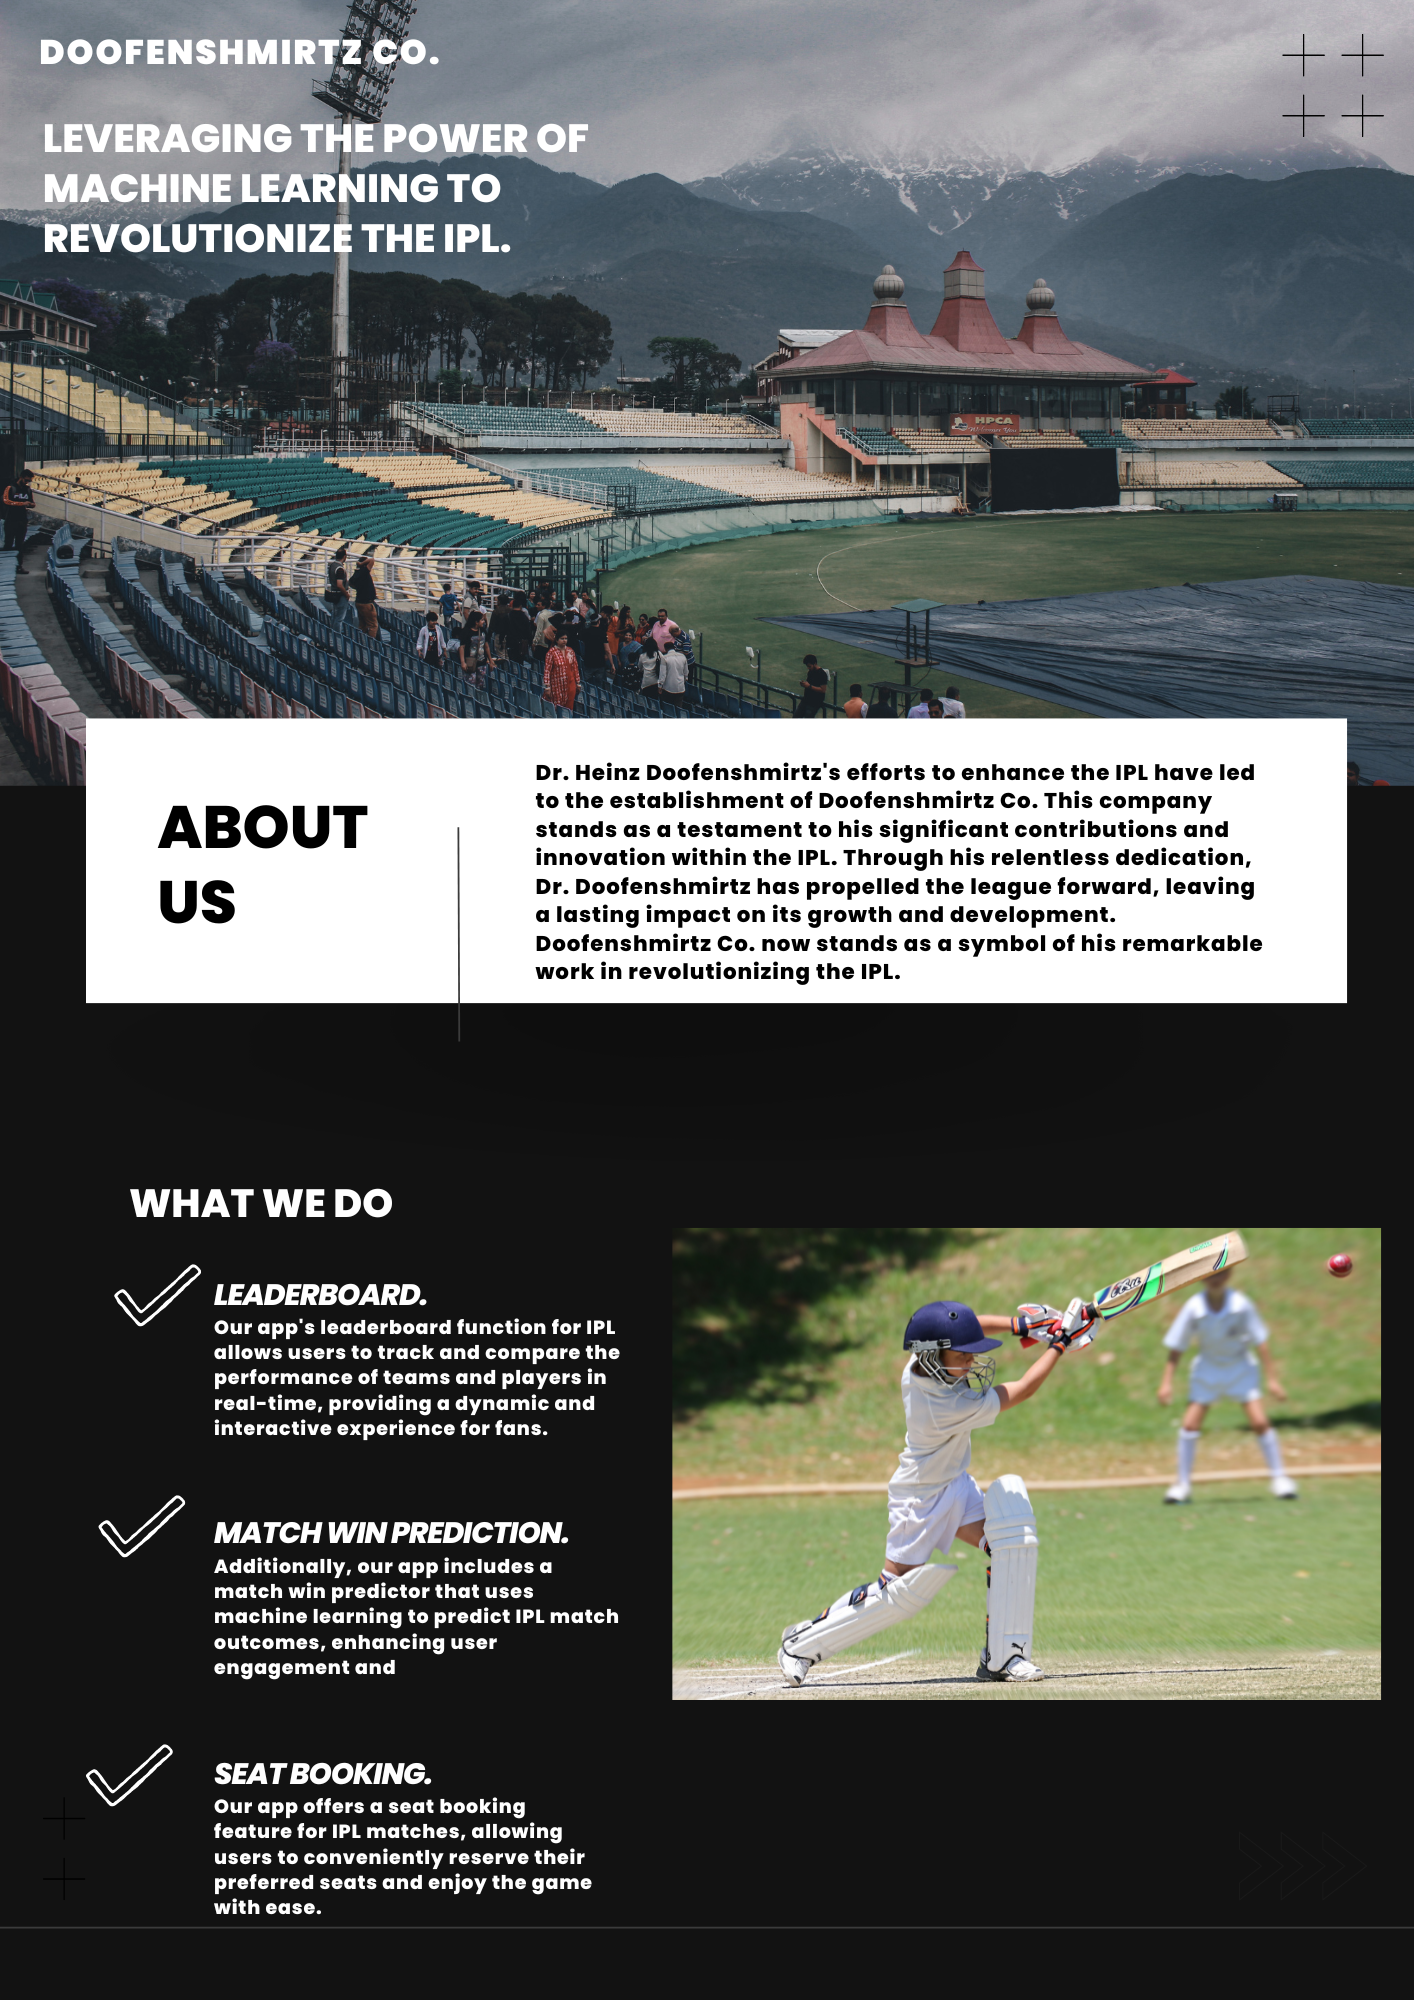 DOOFENSHMIRTZ CO.
LEVERAGING THE POWER OF
MACHINE LEARNING TO
REVOLUTIONIZE THE IPL.
HPCA
FILA
ABOUT
US
Dr. Heinz Doofenshmirtz's efforts to enhance the IPL have led
to the establishment of Doofenshmirtz Co. This company
stands as a testament to his significant contributions and
innovation within the IPL. Through his relentless dedication,
Dr. Doofenshmirtz has propelled the league forward, leaving
a lasting impact on its growth and development.
Doofenshmirtz Co. now stands as a symbol of his remarkable
work in revolutionizing the IPL.
WHAT WE DO
LEADERBOARD.
Our app's leaderboard function for IPL
allows users to track and compare the
performance of teams and players in
real-time, providing a dynamic and
interactive experience for fans.
MATCH WIN PREDICTION.
Additionally, our app includes a
match win predictor that uses
machine learning to predict IPL match
outcomes, enhancing user
engagement and
SEAT BOOKING.
Our app offers a seat booking
feature for IPL matches, allowing
users to conveniently reserve their
preferred seats and enjoy the game
with ease.